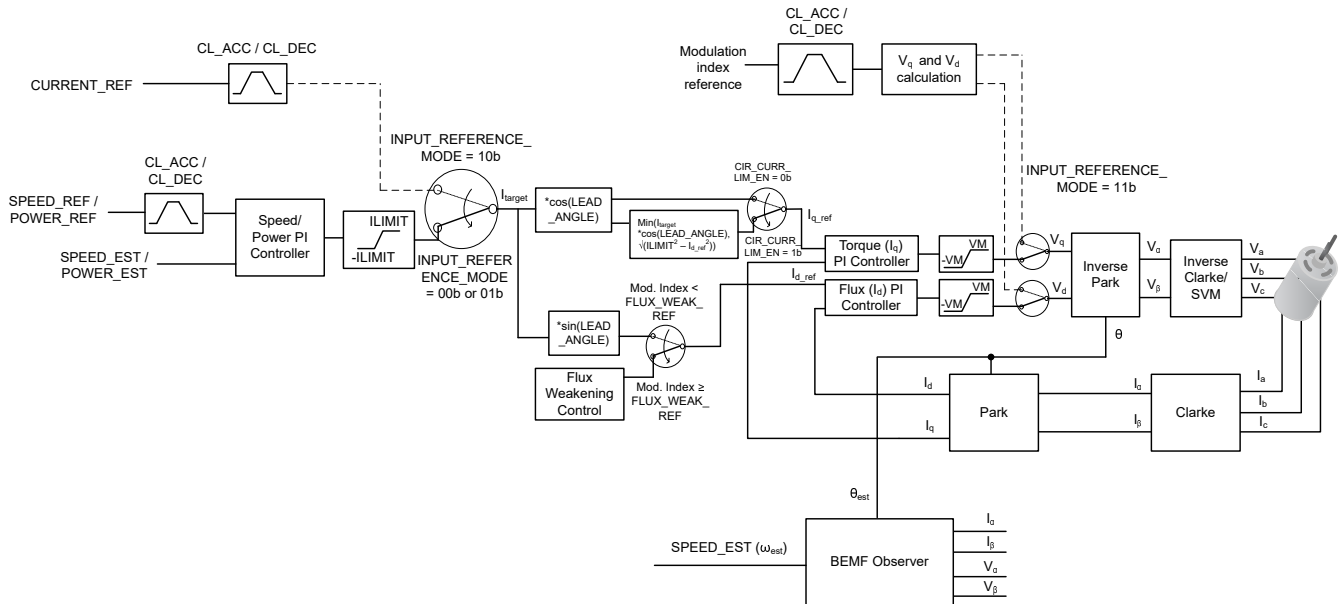 CL_ACC / CL_DEC
CURRENT_REF
INPUT_REFERENCE_
MODE = 10b
CL_ACC /
CL_DEC
SPEED_REF /
POWER_REF
SPEED_EST /
POWER_EST
Speed/
Power PI
Controller
ILIMIT
-ILIMIT
INPUT_REFER
ENCE_MODE
= 00b or 01b
Itarget
*cos(LEAD
_ANGLE)
Min(Itarget
*cos(LEAD_ANGLE),
√(ILIMIT² – Id_ref²))
CIR_CURR_
LIM_EN = 0b
CIR_CURR_
LIM_EN = 1b
Iq_ref
*sin(LEAD
_ANGLE)
Flux
Weakening
Control
Mod. Index <
FLUX_WEAK_
REF
Mod. Index ≥
FLUX_WEAK_
REF
Id_ref
CL_ACC /
CL_DEC
Modulation
index
reference
Vq and Vd
calculation
INPUT_REFERENCE_
MODE = 11b
Torque (Iq)
PI Controller
VM
-VM
Flux (Id) PI
Controller
VM
-VM
Vq
Vd
Inverse
Park
Vα
Vβ
Inverse
Clarke/
SVM
Va
Vb
Vc
θ
Id
Iq
Park
Iα
Iβ
Clarke
Ia
Ib
Ic
θest
SPEED_EST (ωest)
BEMF Observer
Iα
Iβ
Vα
Vβ